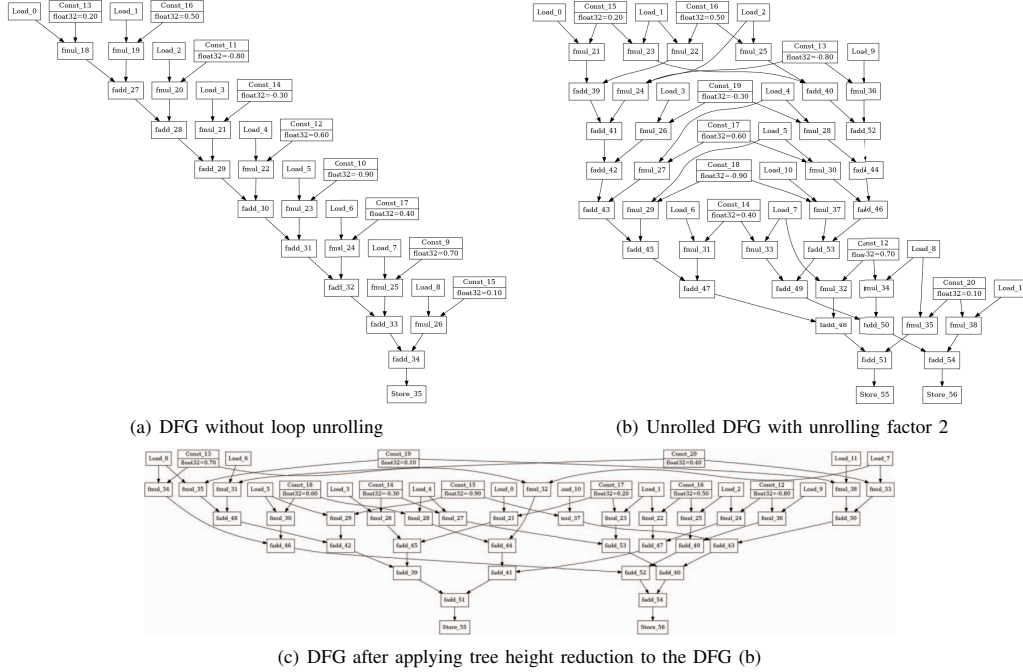 Load_0
Const_13
float32=0.20
Load_1
Const_16
float32=0.50
fmul_18
fmul_19
Load_2
Const_11
float32=-0.80
fadd_27
fmul_20
Load_3
Const_14
float32=-0.30
fadd_28
fmul_21
Load_4
Const_12
float32=0.60
fadd_29
fmul_22
Load_5
Const_10
float32=-0.90
fadd_30
fmul_23
Load_6
Const_17
float32=0.40
fadd_31
fmul_24
Load_7
Const_9
float32=0.70
fadd_32
fmul_25
Load_8
Const_15
float32=0.10
fadd_33
fmul_26
fadd_34
Store_35
(a) DFG without loop unrolling
Load_0
Const_15
float32=0.20
Load_1
Const_16
float32=0.50
Load_2
fmul_21
fmul_23
fmul_22
fmul_25
Const_13
float32=-0.80
Load_9
fadd_39
fmul_24
Load_3
Const_19
float32=-0.30
Load_4
fadd_40
fmul_36
fadd_41
fmul_26
Const_17
float32=0.60
Load_5
fmul_28
fadd_52
fadd_42
fmul_27
Const_18
float32=-0.90
Load_10
fmul_30
fadd_44
fadd_43
fmul_29
Load_6
Const_14
float32=0.40
Load_7
fmul_37
fadd_46
fadd_45
fmul_31
fmul_33
fadd_53
Const_12
float32=0.70
Load_8
fadd_47
fadd_49
fmul_32
fmul_34
Const_20
float32=0.10
Load_1
fadd_48
fadd_50
fmul_35
fmul_38
fadd_51
fadd_54
Store_55
Store_56
(b) Unrolled DFG with unrolling factor 2
Load_8
Const_13
float32=0.70
Load_6
Const_19
float32=0.10
Const_20
float32=0.40
Load_11
Load_7
fmul_34
fmul_35
fmul_31
Load_5
Const_18
float32=0.60
Load_3
Const_14
float32=-0.30
Load_4
Const_15
float32=-0.90
Load_0
fmul_32
Load_10
Const_17
float32=0.20
Load_1
Const_16
float32=0.50
Load_2
Const_12
float32=-0.80
Load_9
fmul_38
fmul_33
fadd_48
fmul_30
fmul_29
fmul_26
fmul_28
fmul_27
fmul_21
fmul_37
fmul_23
fmul_22
fmul_25
fmul_24
fmul_36
fadd_50
fadd_46
fadd_42
fadd_45
fadd_44
fadd_53
fadd_47
fadd_49
fadd_43
fadd_39
fadd_41
fadd_52
fadd_40
fadd_51
fadd_54
Store_55
Store_56
(c) DFG after applying tree height reduction to the DFG (b)